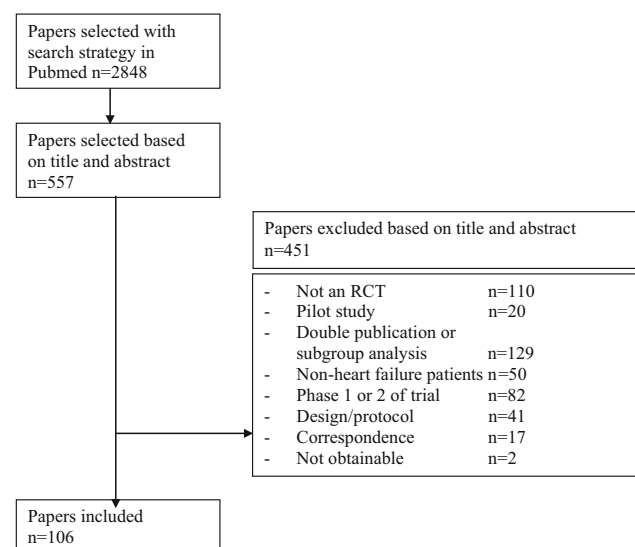 Papers selected with
search strategy in
Pubmed n=2848
Papers selected based
on title and abstract
n=557
Papers excluded based on title and abstract
n=451
- Not an RCT n=110
- Pilot study n=20
- Double publication or
subgroup analysis n=129
- Non-heart failure patients n=50
- Phase 1 or 2 of trial n=82
- Design/protocol n=41
- Correspondence n=17
- Not obtainable n=2
Papers included
n=106